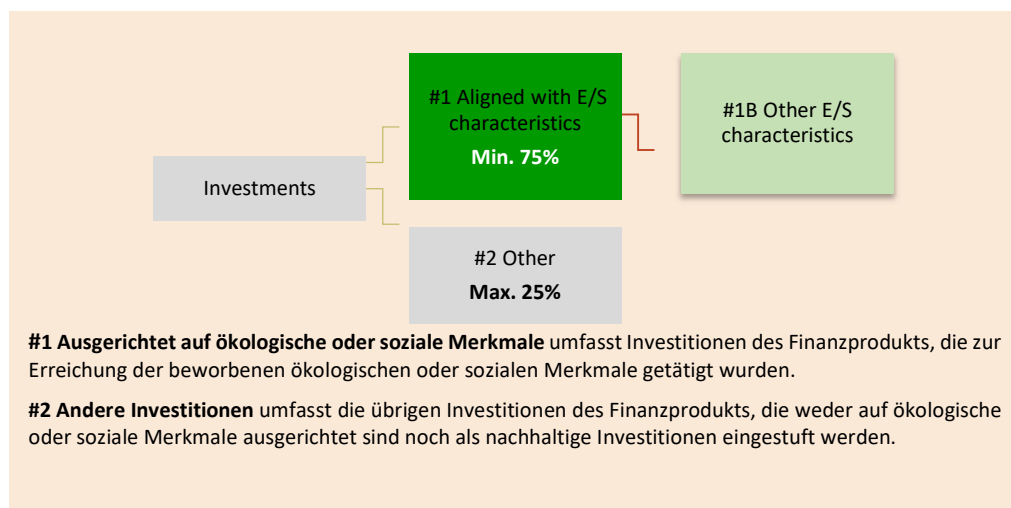 #1 Aligned with E/S
characteristics
Min. 75%
#1B Other E/S
characteristics
Investments
#2 Other
Max. 25%
#1 Ausgerichtet auf ökologische oder soziale Merkmale umfasst Investitionen des Finanzprodukts, die zur
Erreichung der beworbenen ökologischen oder sozialen Merkmale getätigt wurden.
#2 Andere Investitionen umfasst die übrigen Investitionen des Finanzprodukts, die weder auf ökologische
oder soziale Merkmale ausgerichtet sind noch als nachhaltige Investitionen eingestuft werden.